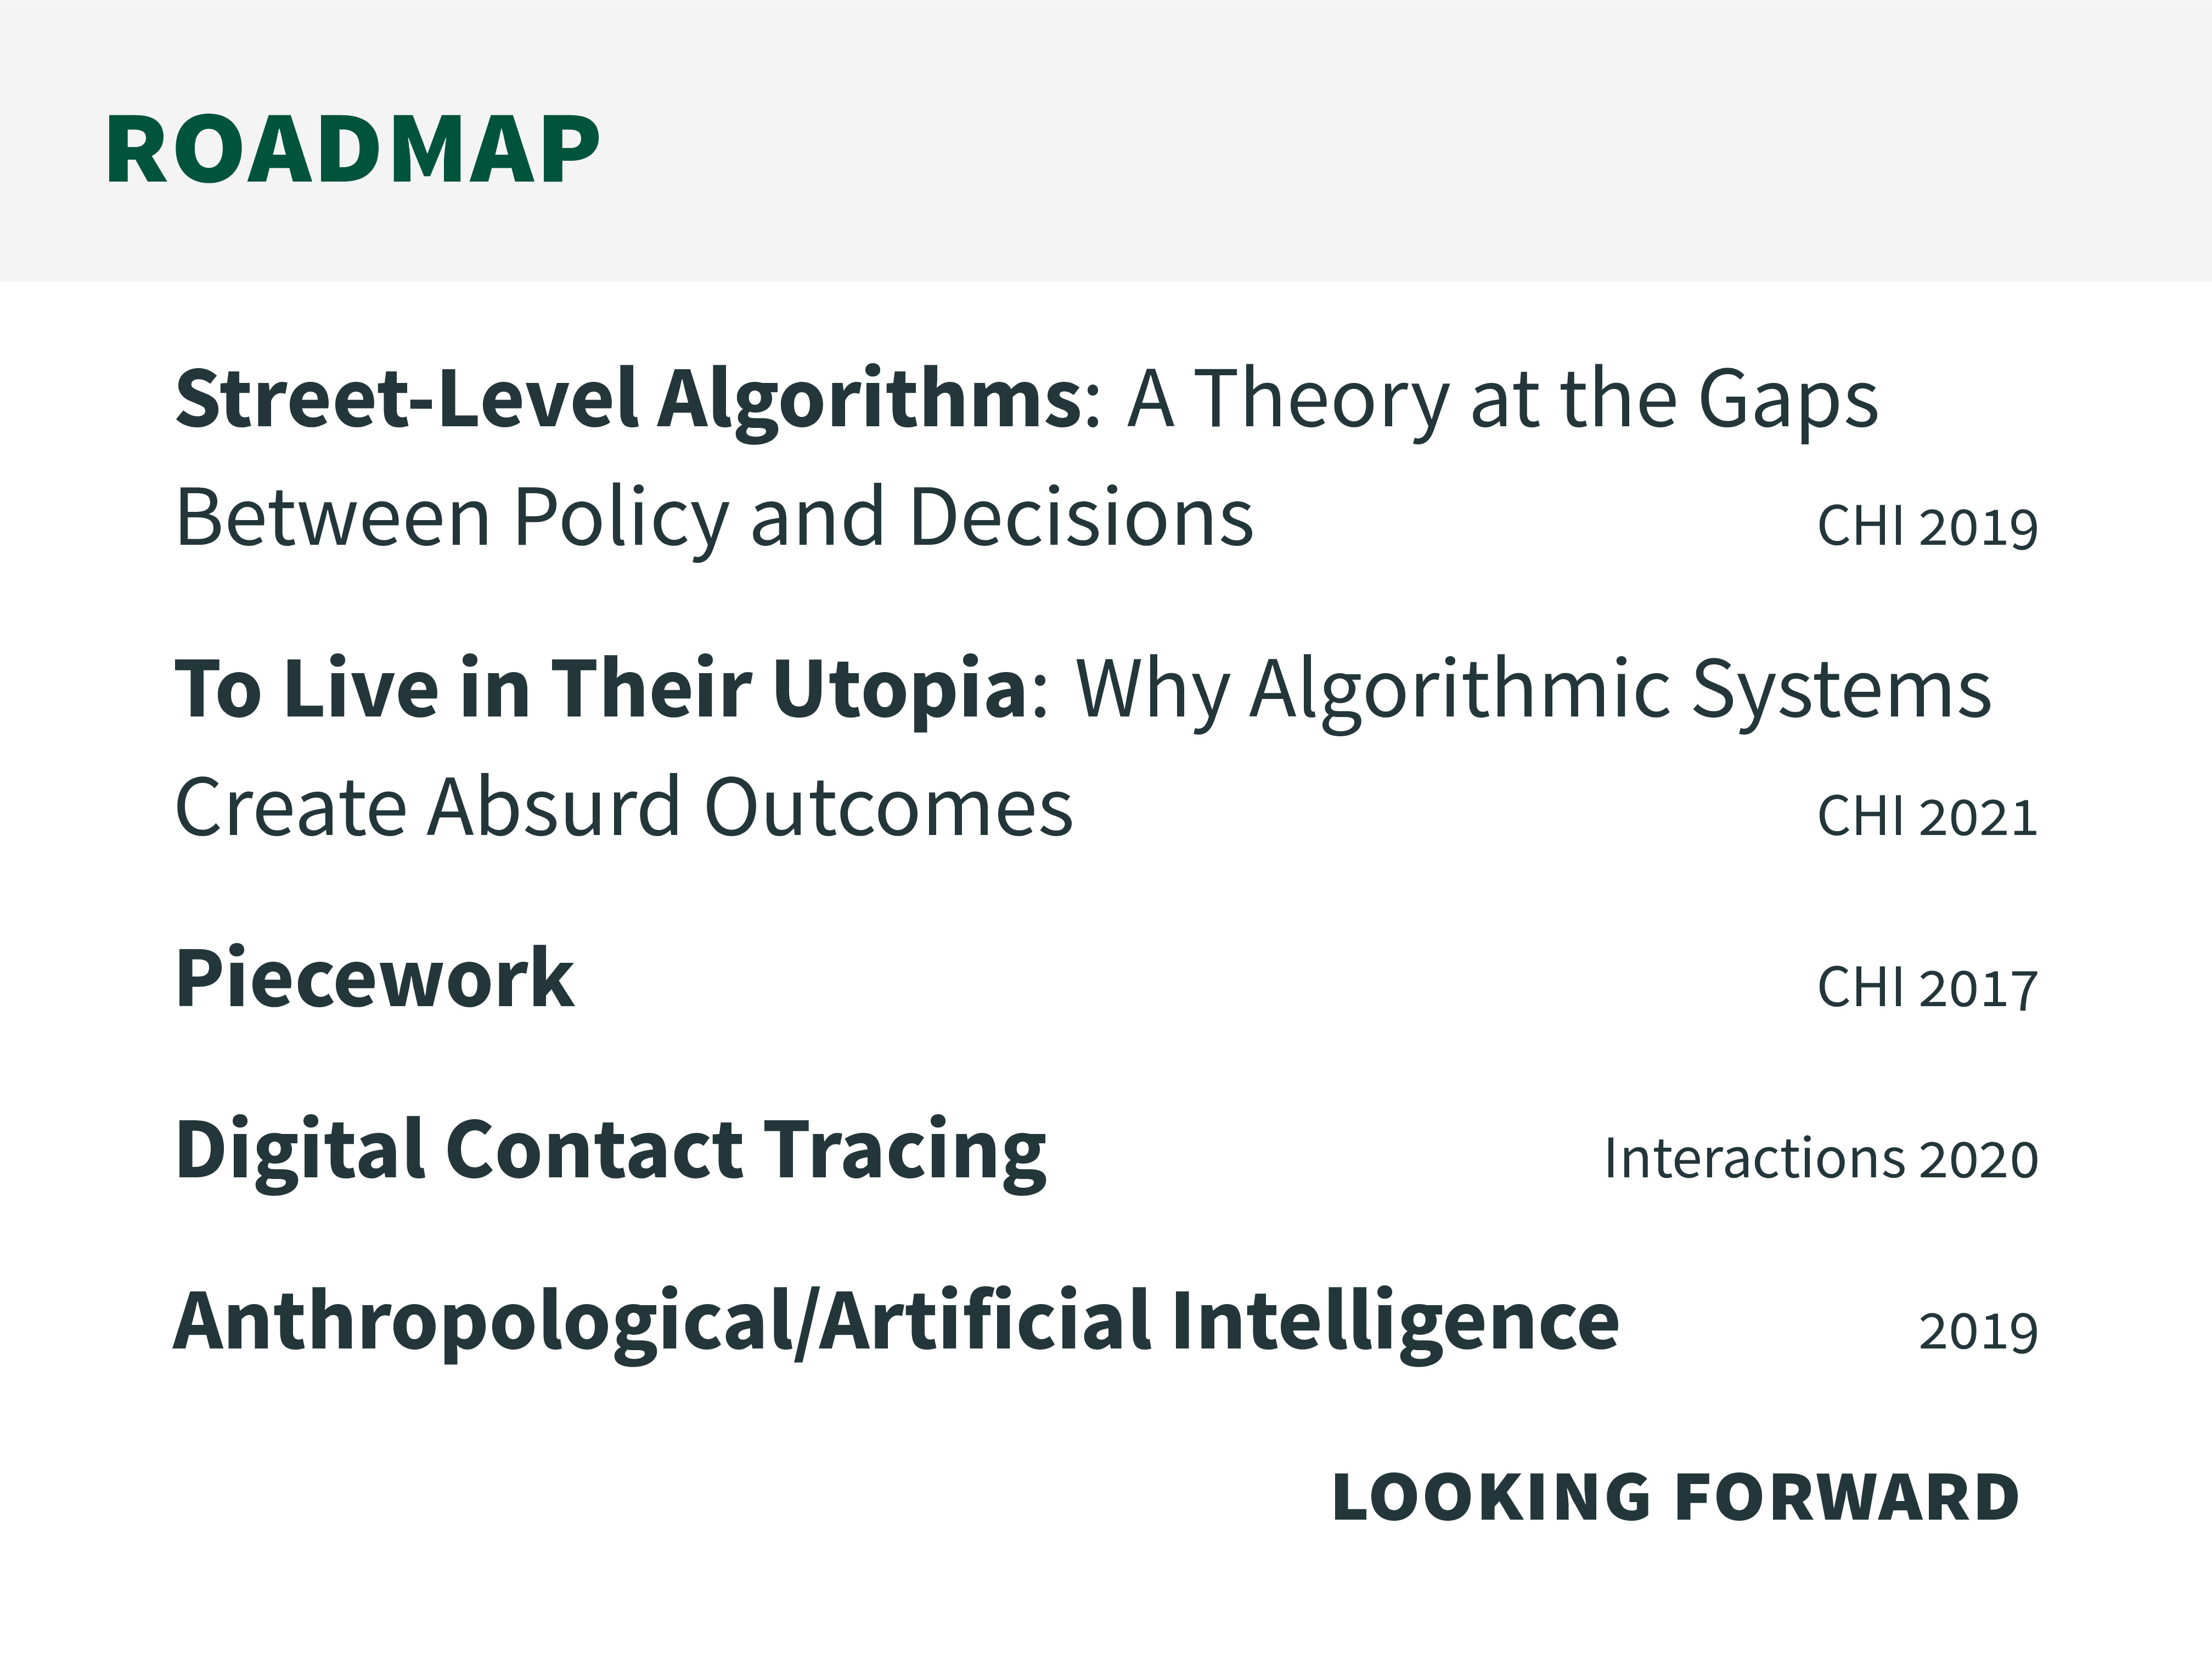 ROADMAP
Street-Level Algorithms: A Theory at the Gaps
Between Policy and Decisions CHI 2019
To Live in Their Utopia: Why Algorithmic Systems
Create Absurd Outcomes CHI 2021
Piecework CHI 2017
Digital Contact Tracing Interactions 2020
Anthropological/Artificial Intelligence 2019
LOOKING FORWARD